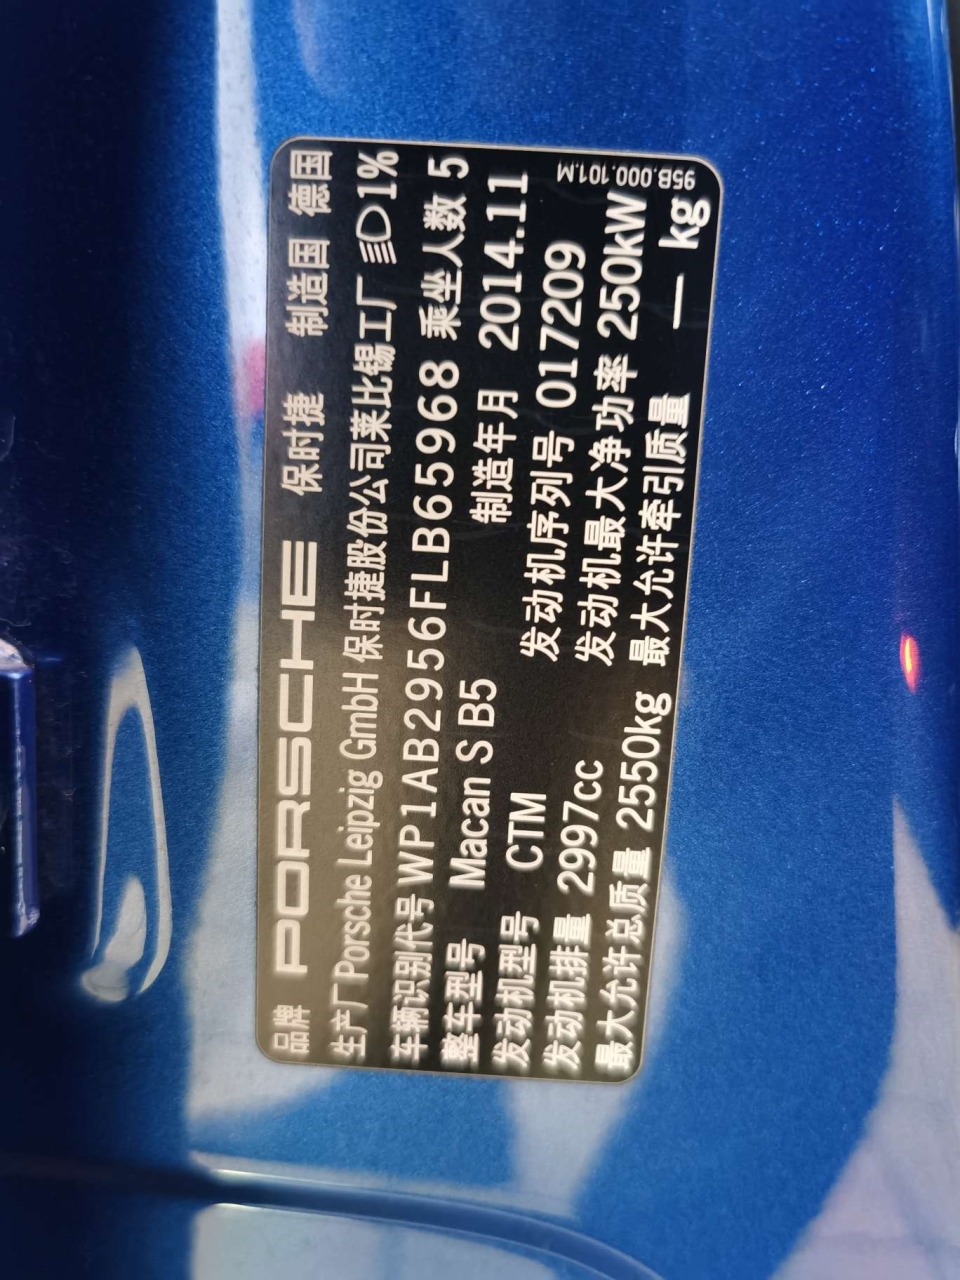 品牌 PORSCHE 保时捷 制造国 德国
生产厂 Porsche Leipzig GmbH 保时捷股份公司莱比锡工厂 1%
车辆识别代号 WP1AB2956FLB65968 乘坐人数 5
整车型号 Macan S B5 制造年月 2014.11
发动机型号 CTM 发动机序列号 017209
发动机排量 2997cc 发动机最大净功率 250kW
最大允许总质量 2550kg 最大允许牵引质量 — kg
95B.000.101.M